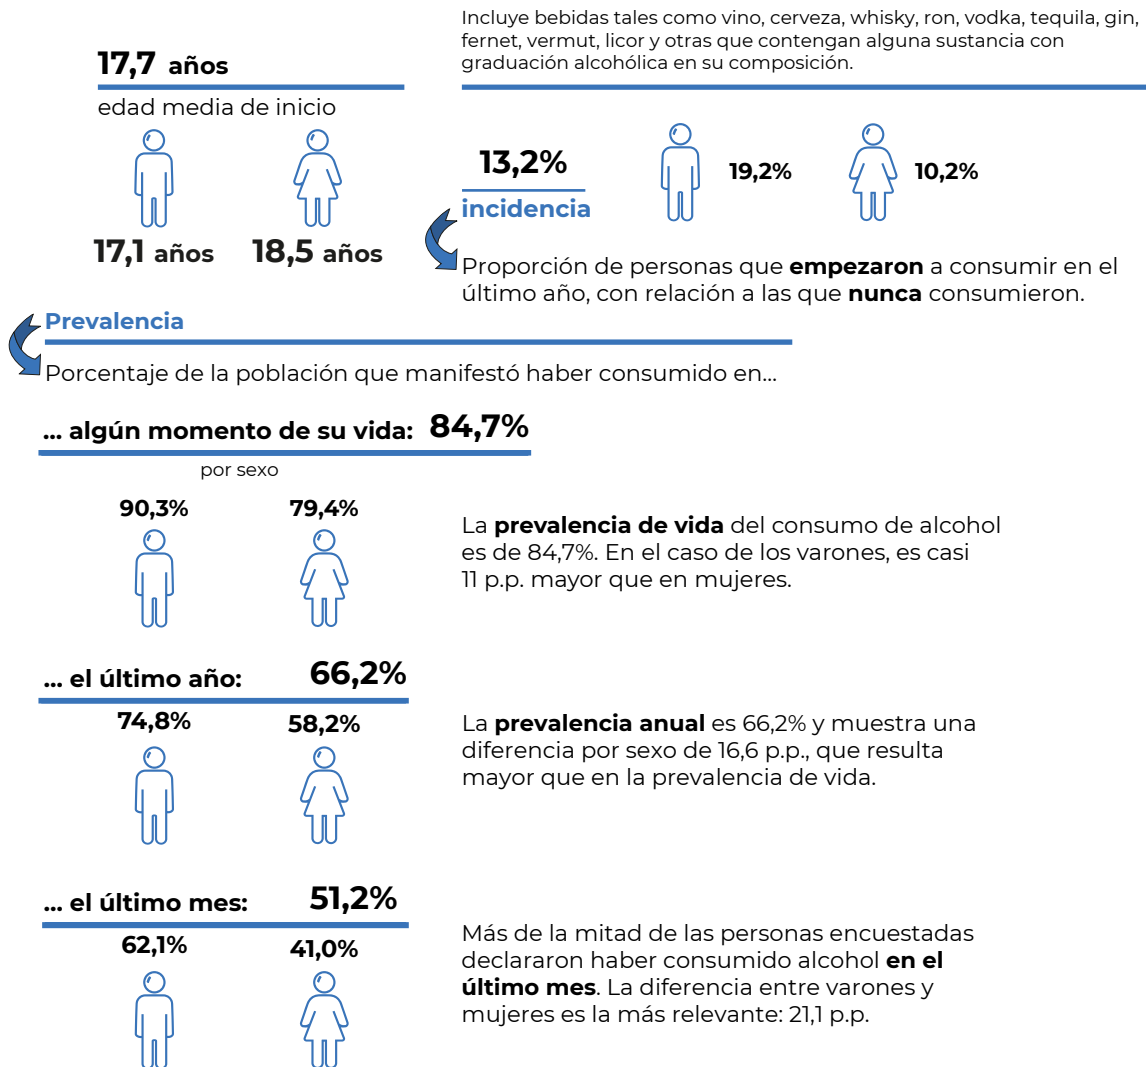 17,7 años
edad media de inicio
17,1 años
18,5 años
Incluye bebidas tales como vino, cerveza, whisky, ron, vodka, tequila, gin,
fernet, vermut, licor y otras que contengan alguna sustancia con
graduación alcohólica en su composición.
13,2%
incidencia
19,2%
10,2%
Proporción de personas que empezaron a consumir en el
último año, con relación a las que nunca consumieron.
Prevalencia
Porcentaje de la población que manifestó haber consumido en...
... algún momento de su vida: 84,7%
por sexo
90,3%
79,4%
La prevalencia de vida del consumo de alcohol
es de 84,7%. En el caso de los varones, es casi
11 p.p. mayor que en mujeres.
... el último año: 66,2%
74,8%
58,2%
La prevalencia anual es 66,2% y muestra una
diferencia por sexo de 16,6 p.p., que resulta
mayor que en la prevalencia de vida.
... el último mes: 51,2%
62,1%
41,0%
Más de la mitad de las personas encuestadas
declararon haber consumido alcohol en el
último mes. La diferencia entre varones y
mujeres es la más relevante: 21,1 p.p.